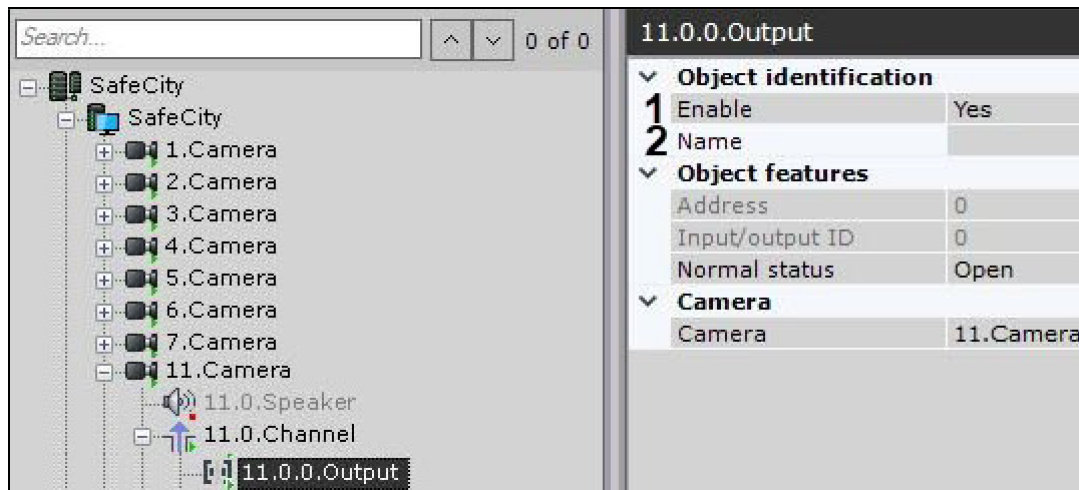 Search...
0 of 0
SafeCity
SafeCity
1.Camera
2.Camera
3.Camera
4.Camera
5.Camera
6.Camera
7.Camera
11.Camera
11.0.Speaker
11.0.Channel
11.0.0.Output
11.0.0.Output
Object identification
1 Enable Yes
2 Name
Object features
Address 0
Input/output ID 0
Normal status Open
Camera
Camera 11.Camera